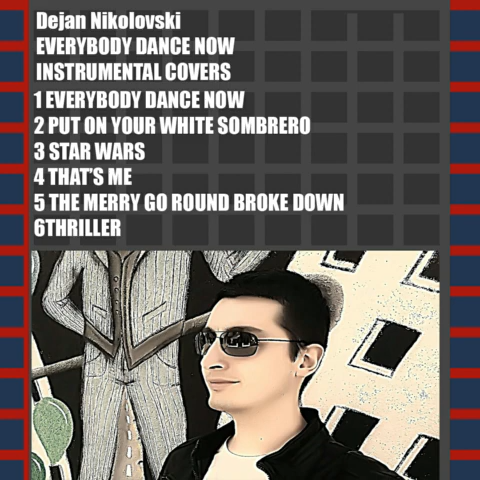 Dejan Nikolovski
EVERYBODY DANCE NOW
INSTRUMENTAL COVERS
1 EVERYBODY DANCE NOW
2 PUT ON YOUR WHITE SOMBRERO
3 STAR WARS
4 THAT'S ME
5 THE MERRY GO ROUND BROKE DOWN
6THRILLER